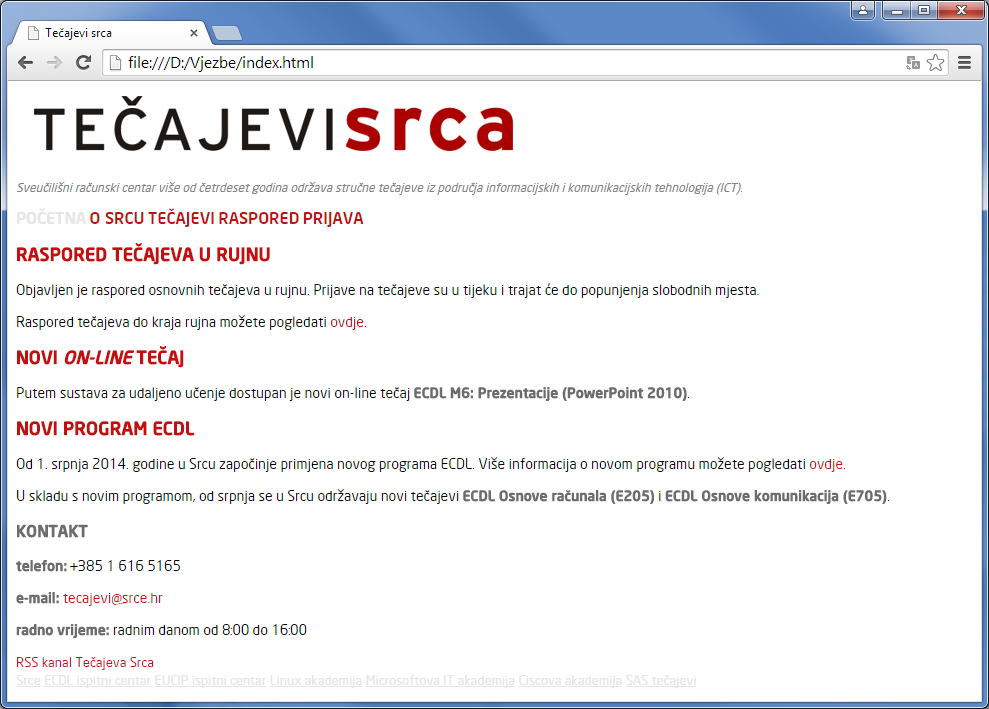 Tečajevi srca
file:///D:/Vjezbe/index.html
TEČAJEVIsrca
Sveučilišni računski centar više od četrdeset godina održava stručne tečajeve iz područja informacijskih i komunikacijskih tehnologija (ICT).
POČETNA O SRCU TEČAJEVI RASPORED PRIJAVA
RASPORED TEČAJEVA U RUJNU
Objavljen je raspored osnovnih tečajeva u rujnu. Prijave na tečajeve su u tijeku i trajat će do popunjenja slobodnih mjesta.
Raspored tečajeva do kraja rujna možete pogledati ovdje.
NOVI ON-LINE TEČAJ
Putem sustava za udaljeno učenje dostupan je novi on-line tečaj ECDL M6: Prezentacije (PowerPoint 2010).
NOVI PROGRAM ECDL
Od 1. srpnja 2014. godine u Srcu započinje primjena novog programa ECDL. Više informacija o novom programu možete pogledati ovdje.
U skladu s novim programom, od srpnja se u Srcu održavaju novi tečajevi ECDL Osnove računala (E205) i ECDL Osnove komunikacija (E705).
KONTAKT
telefon: +385 1 616 5165
e-mail: tecajevi@srce.hr
radno vrijeme: radnim danom od 8:00 do 16:00
RSS kanal Tečajeva Srca
Srce ECDL ispitni centar EUCIP ispitni centar Linux akademija Microsoftova IT akademija Ciscova akademija SAS tečajevi